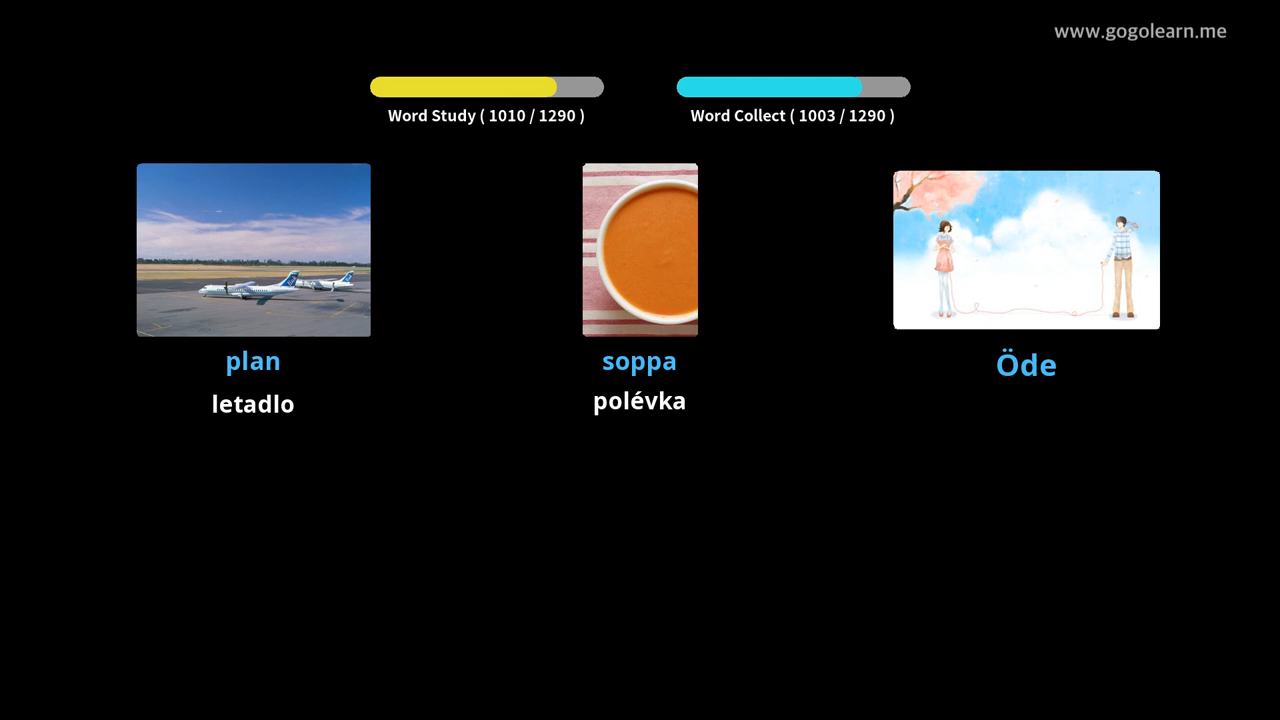 www.gogolearn.me
Word Study ( 1010 / 1290 )
Word Collect ( 1003 / 1290 )
plan
soppa
Öde
letadlo
polévka